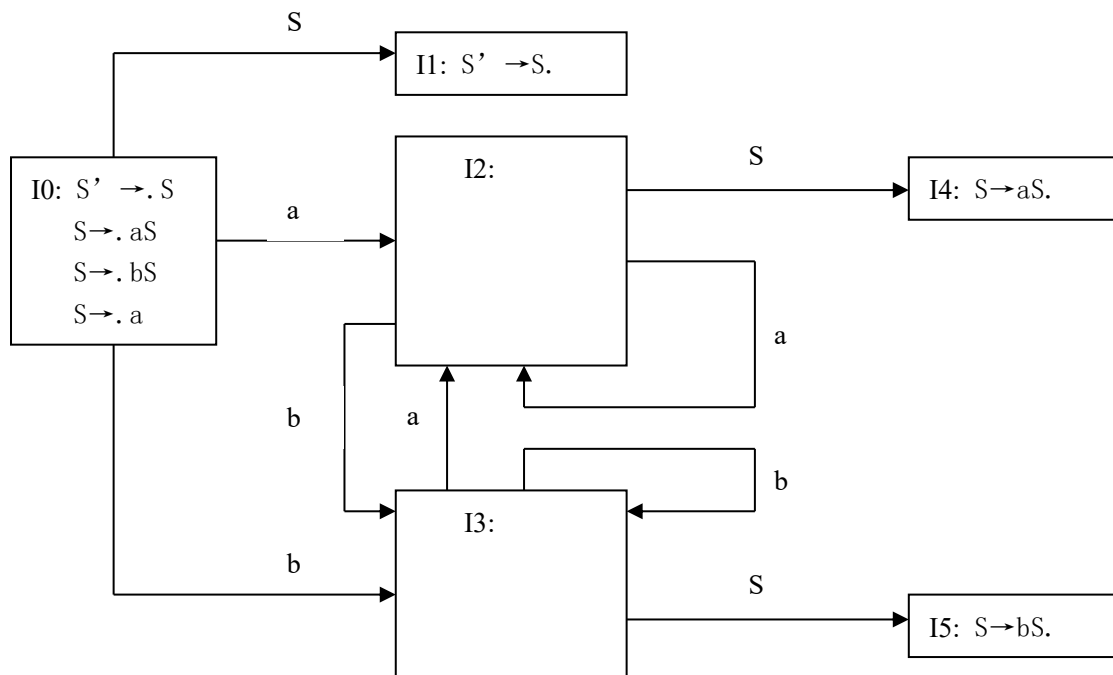 S
I1: S’ →S.
I2:
S
I4: S→aS.
I0: S’ →.S
S→.aS
S→.bS
S→.a
a
a
b
a
b
I3:
b
S
I5: S→bS.